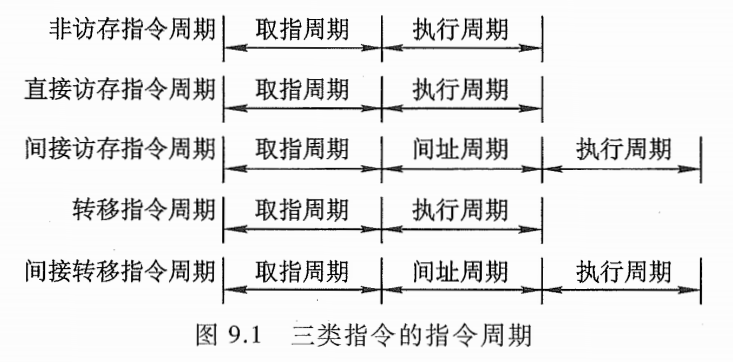 非访存指令周期 取指周期 执行周期
直接访存指令周期 取指周期 执行周期
间接访存指令周期 取指周期 间址周期 执行周期
转移指令周期 取指周期 执行周期
间接转移指令周期 取指周期 间址周期 执行周期
图 9.1 三类指令的指令周期